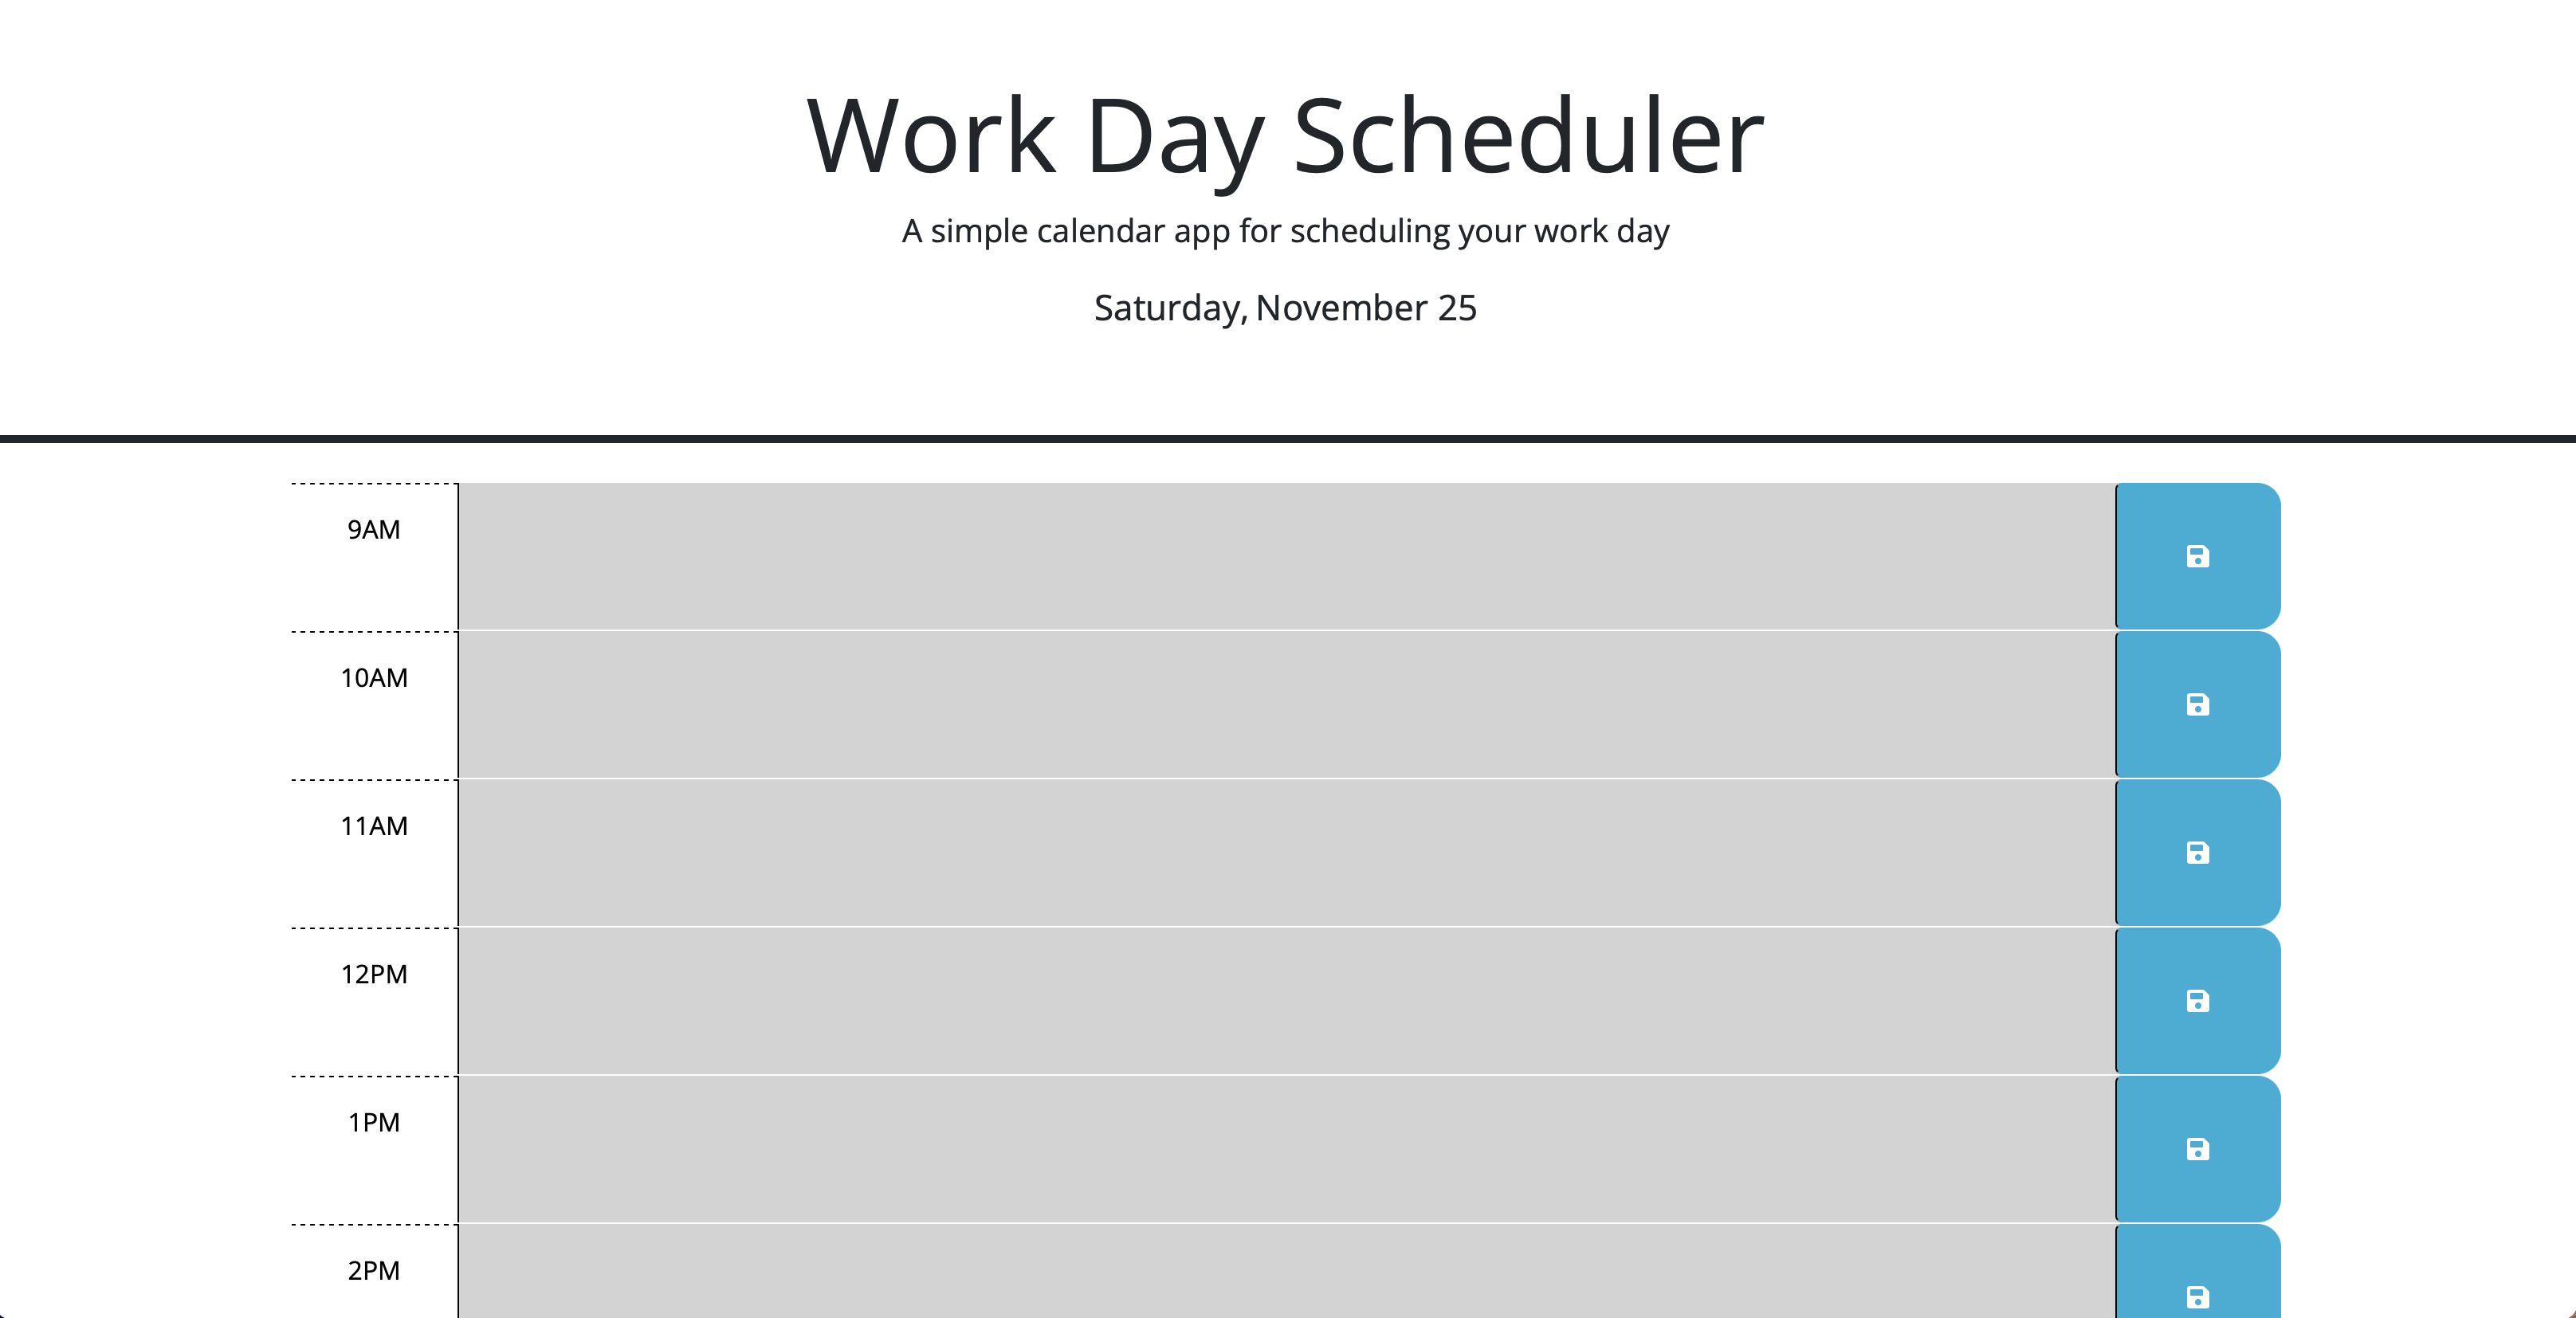 Work Day Scheduler
A simple calendar app for scheduling your work day
Saturday, November 25
9AM
10AM
11AM
12PM
1PM
2PM